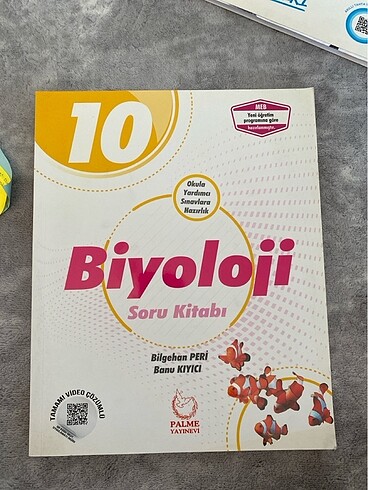 10
MEB
Yeni öğretim
programına göre
hazırlanmıştır.
Okula
Yardımcı
Sınavlara
Hazırlık
Biyoloji
Soru Kitabı
Bilgehan PERİ
Banu KIYICI
TAMAMI VİDEO ÇÖZÜMLÜ
PALME
YAYINEVİ